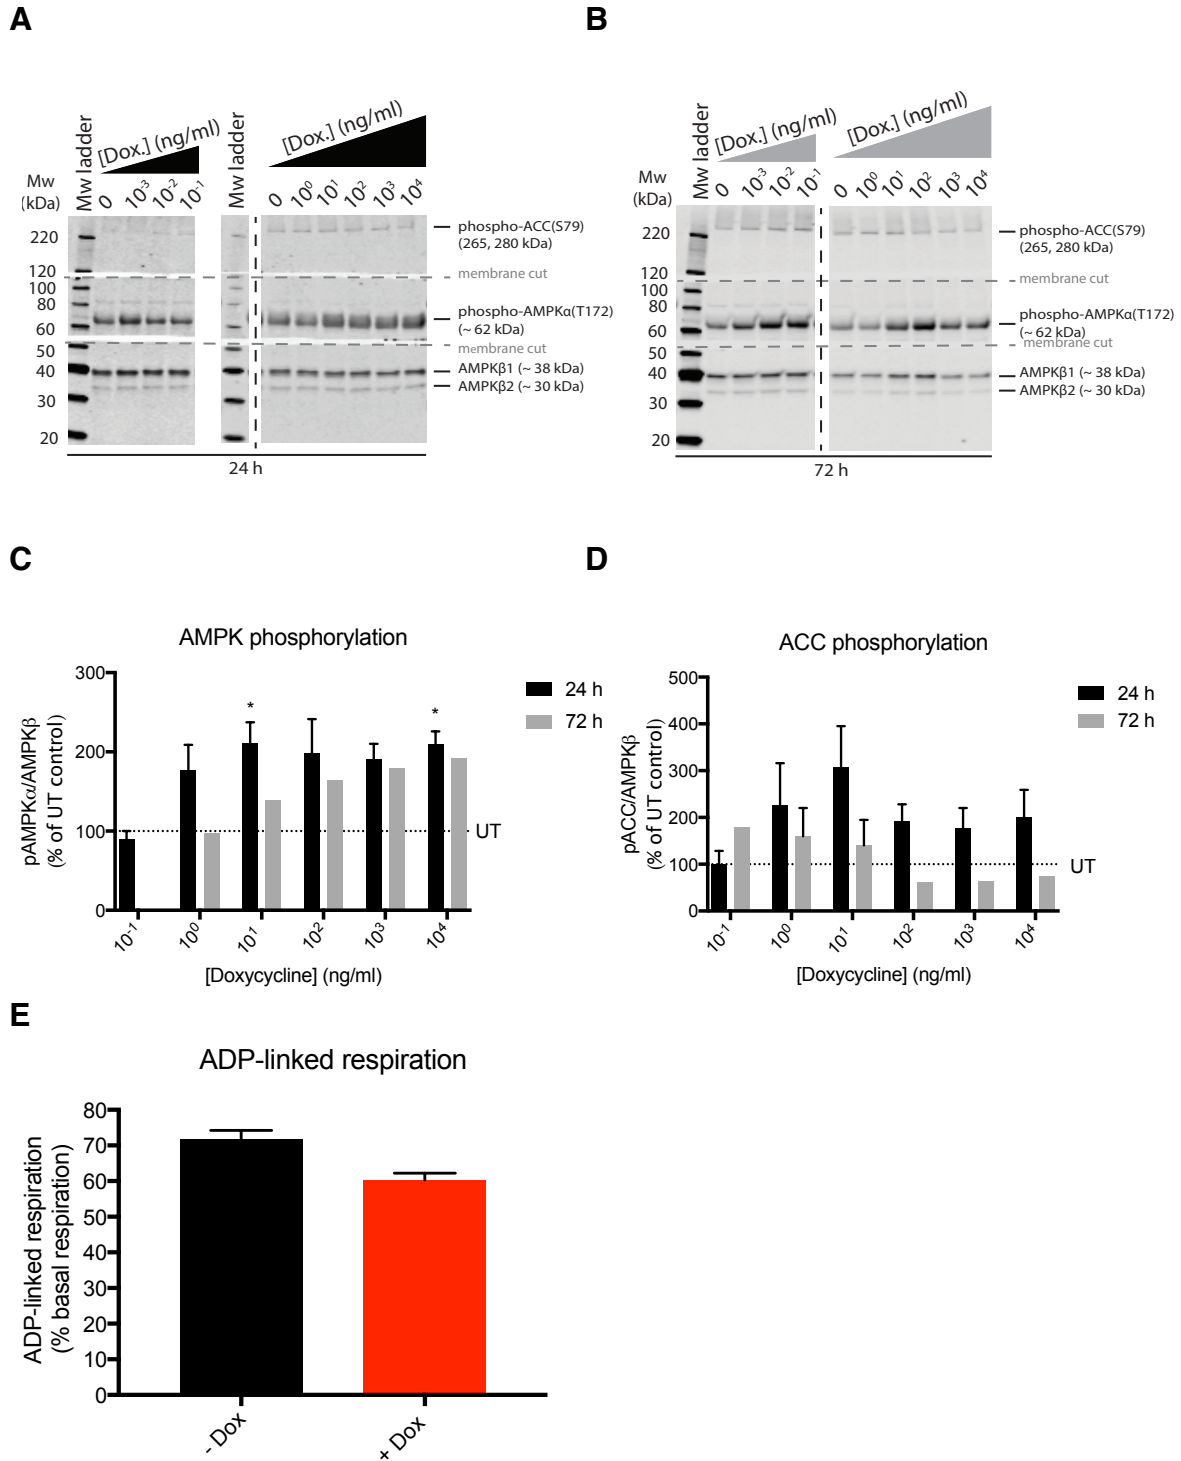 A
B
Mw ladder
[Dox.] (ng/ml)
Mw ladder
[Dox.] (ng/ml)
Mw
(kDa)
0
10-3
10-2
10-1
0
100
101
102
103
104
220
120
100
80
60
50
40
30
20
phospho-ACC(S79)
(265, 280 kDa)
membrane cut
phospho-AMPKα(T172)
(~ 62 kDa)
membrane cut
AMPKβ1 (~ 38 kDa)
AMPKβ2 (~ 30 kDa)
24 h
Mw ladder
[Dox.] (ng/ml)
[Dox.] (ng/ml)
Mw
(kDa)
0
10-3
10-2
10-1
0
100
101
102
103
104
220
120
100
80
60
50
40
30
20
phospho-ACC(S79)
(265, 280 kDa)
membrane cut
phospho-AMPKα(T172)
(~ 62 kDa)
membrane cut
AMPKβ1 (~ 38 kDa)
AMPKβ2 (~ 30 kDa)
72 h
C
D
AMPK phosphorylation
pAMPKα/AMPKβ
(% of UT control)
300
200
100
0
24 h
72 h
*
*
UT
10-1
100
101
102
103
104
[Doxycycline] (ng/ml)
ACC phosphorylation
pACC/AMPKβ
(% of UT control)
500
400
300
200
100
0
24 h
72 h
UT
10-1
100
101
102
103
104
[Doxycycline] (ng/ml)
E
ADP-linked respiration
ADP-linked respiration
(% basal respiration)
80
70
60
50
40
30
20
10
0
- Dox
+ Dox